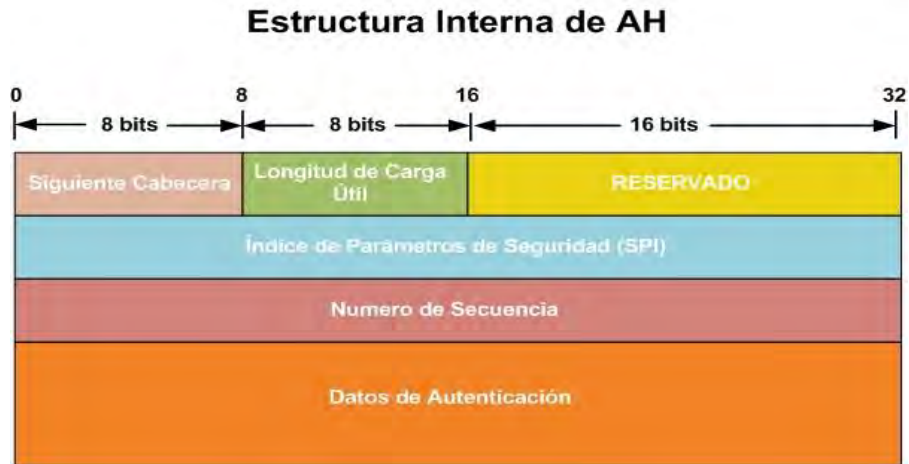 Estructura Interna de AH
0 8 16 32
8 bits 8 bits 16 bits
Siguiente Cabecera Longitud de Carga RESERVADO
Útil
Índice de Parámetros de Seguridad (SPI)
Numero de Secuencia
Datos de Autenticación